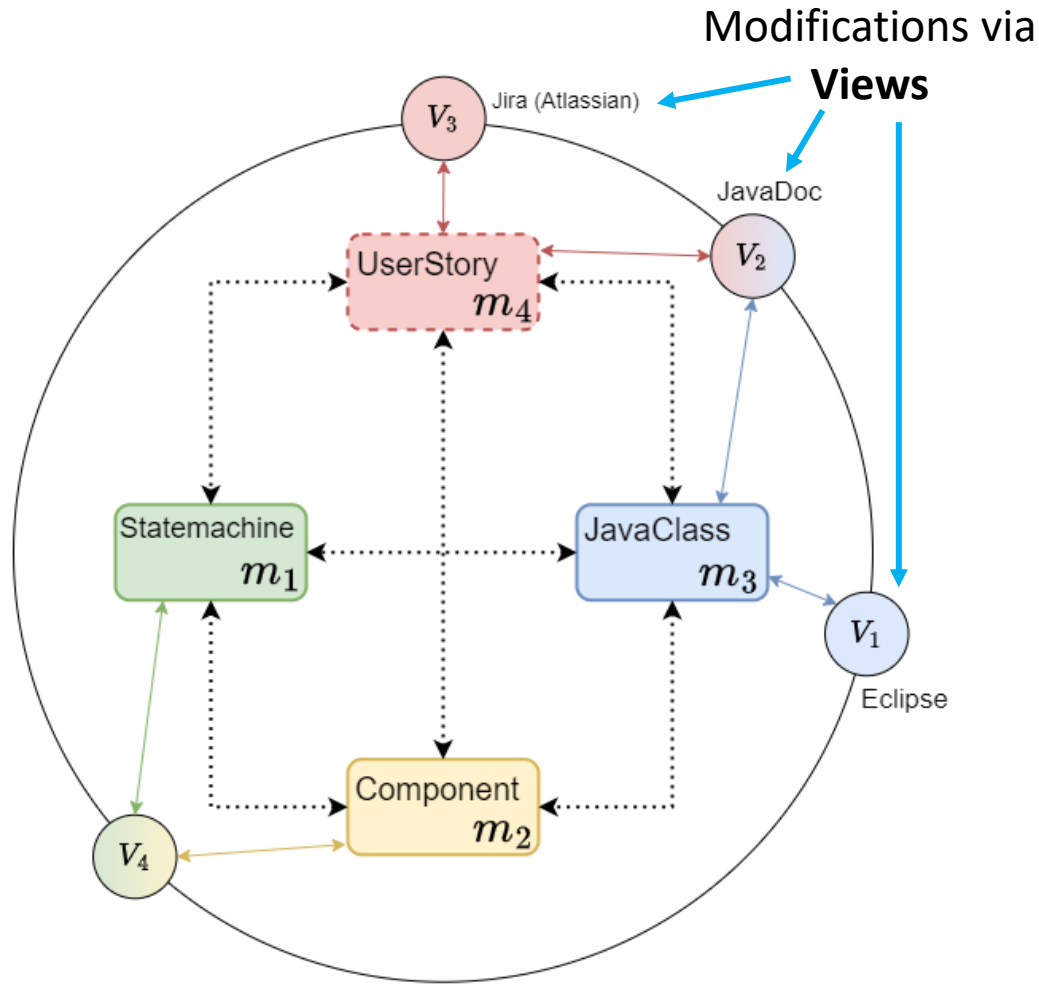 Modifications via
Views
V3
Jira (Atlassian)
JavaDoc
V2
UserStory
m4
Statemachine
m1
JavaClass
m3
V1
Eclipse
Component
m2
V4